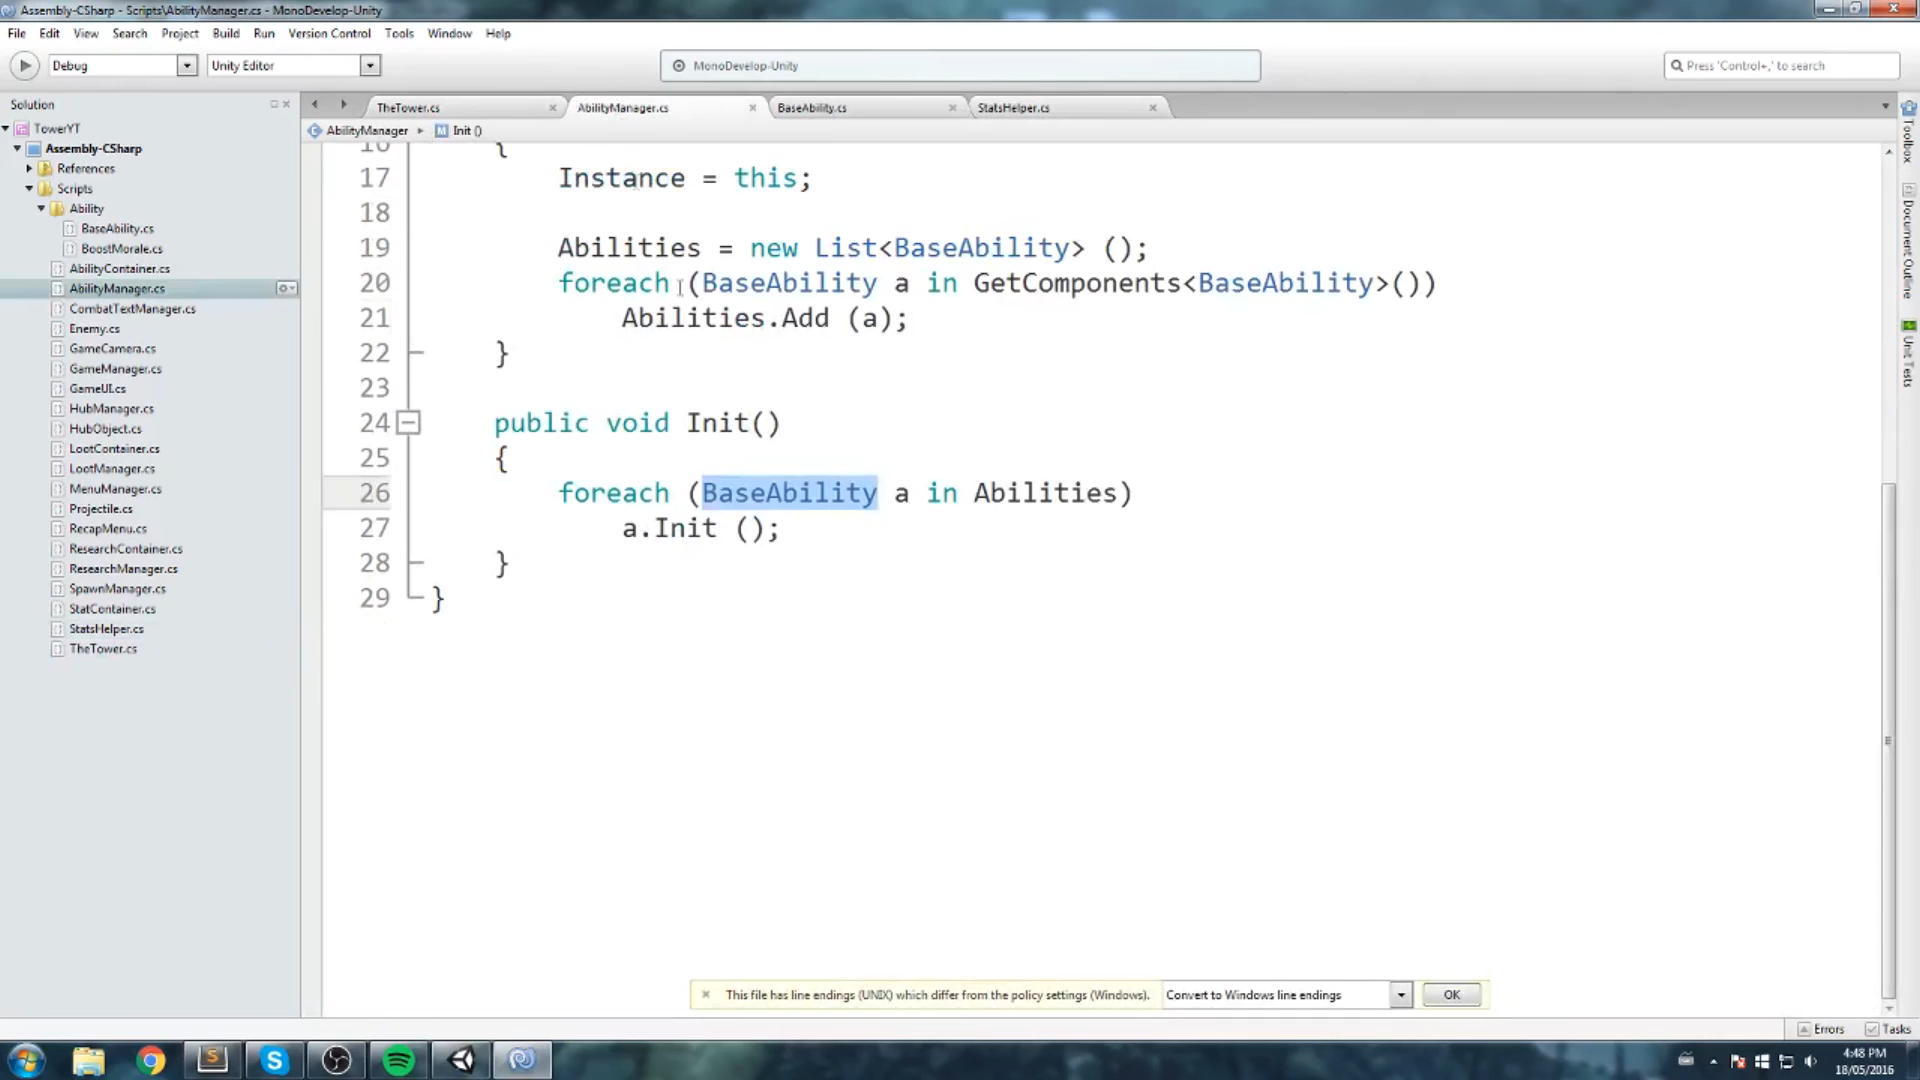 Assembly-CSharp - Scripts\AbilityManager.cs - MonoDevelop-Unity
File Edit View Search Project Build Run Version Control Tools Window Help
Debug Unity Editor MonoDevelop-Unity Press 'Control+,' to search
Solution
TowerYT
Assembly-CSharp
References
Scripts
Ability
BaseAbility.cs
BoostMorale.cs
AbilityContainer.cs
AbilityManager.cs
CombatTextManager.cs
Enemy.cs
GameCamera.cs
GameManager.cs
GameUI.cs
HubManager.cs
HubObject.cs
LootContainer.cs
LootManager.cs
MenuManager.cs
Projectile.cs
RecapMenu.cs
ResearchContainer.cs
ResearchManager.cs
SpawnManager.cs
StatContainer.cs
StatsHelper.cs
TheTower.cs
TheTower.cs AbilityManager.cs BaseAbility.cs StatsHelper.cs
AbilityManager Init ()
16 {
17 Instance = this;
18
19 Abilities = new List<BaseAbility> ();
20 foreach (BaseAbility a in GetComponents<BaseAbility>())
21 Abilities.Add (a);
22 }
23
24 public void Init()
25 {
26 foreach (BaseAbility a in Abilities)
27 a.Init ();
28 }
29 }
This file has line endings (UNIX) which differ from the policy settings (Windows). Convert to Windows line endings OK
Toolbox
Document Outline
Unit Tests
Errors Tasks
4:48 PM
18/05/2016